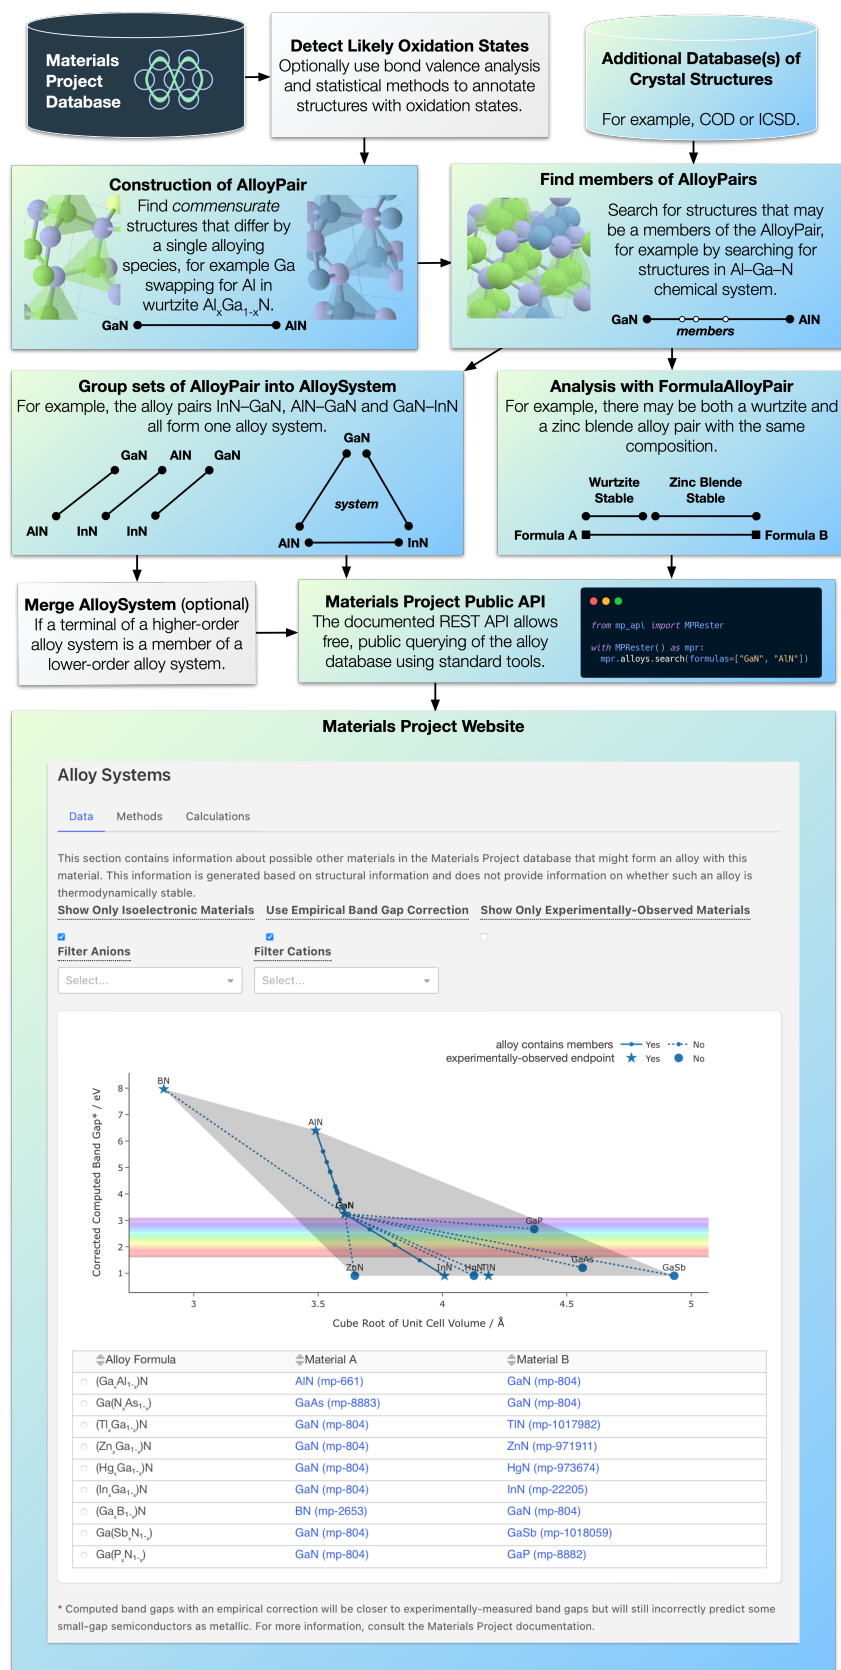 Materials
Project
Database
Detect Likely Oxidation States
Optionally use bond valence analysis
and statistical methods to annotate
structures with oxidation states.
Additional Database(s) of
Crystal Structures
For example, COD or ICSD.
Construction of AlloyPair
Find commensurate
structures that differ by
a single alloying
species, for example Ga
swapping for Al in
wurtzite AlxGa1-xN.
GaN AlN
Find members of AlloyPairs
Search for structures that may
be a members of the AlloyPair,
for example by searching for
structures in Al–Ga–N
chemical system.
GaN AlN
members
Group sets of AlloyPair into AlloySystem
For example, the alloy pairs InN–GaN, AlN–GaN and GaN–InN
all form one alloy system.
GaN AlN GaN
AlN InN InN
GaN
system
AlN InN
Analysis with FormulaAlloyPair
For example, there may be both a wurtzite and
a zinc blende alloy pair with the same
composition.
Wurtzite Zinc Blende
Stable Stable
Formula A Formula B
Merge AlloySystem (optional)
If a terminal of a higher-order
alloy system is a member of a
lower-order alloy system.
Materials Project Public API
The documented REST API allows
free, public querying of the alloy
database using standard tools.
from mp_api import MPRester
with MPRester() as mpr:
mpr.alloys.search(formulas=["GaN", "AlN"])
Materials Project Website
Alloy Systems
Data Methods Calculations
This section contains information about possible other materials in the Materials Project database that might form an alloy with this
material. This information is generated based on structural information and does not provide information on whether such an alloy is
thermodynamically stable.
Show Only Isoelectronic Materials Use Empirical Band Gap Correction Show Only Experimentally-Observed Materials
Filter Anions Filter Cations
Select... Select...
alloy contains members Yes No
experimentally-observed endpoint Yes No
Corrected Computed Band Gap* / eV
8
7
6
5
4
3
2
1
BN
AlN
GaN
GaP
GaAs
ZnN InN HgN TlN GaSb
3 3.5 4 4.5 5
Cube Root of Unit Cell Volume / Å
Alloy Formula Material A Material B
(GaxAl1-x)N AlN (mp-661) GaN (mp-804)
Ga(NxAs1-x) GaAs (mp-8883) GaN (mp-804)
(TlxGa1-x)N GaN (mp-804) TlN (mp-1017982)
(ZnxGa1-x)N GaN (mp-804) ZnN (mp-971911)
(HgxGa1-x)N GaN (mp-804) HgN (mp-973674)
(InxGa1-x)N GaN (mp-804) InN (mp-22205)
(GaxB1-x)N BN (mp-2653) GaN (mp-804)
Ga(SbxN1-x) GaN (mp-804) GaSb (mp-1018059)
Ga(PxN1-x) GaN (mp-804) GaP (mp-8882)
* Computed band gaps with an empirical correction will be closer to experimentally-measured band gaps but will still incorrectly predict some
small-gap semiconductors as metallic. For more information, consult the Materials Project documentation.